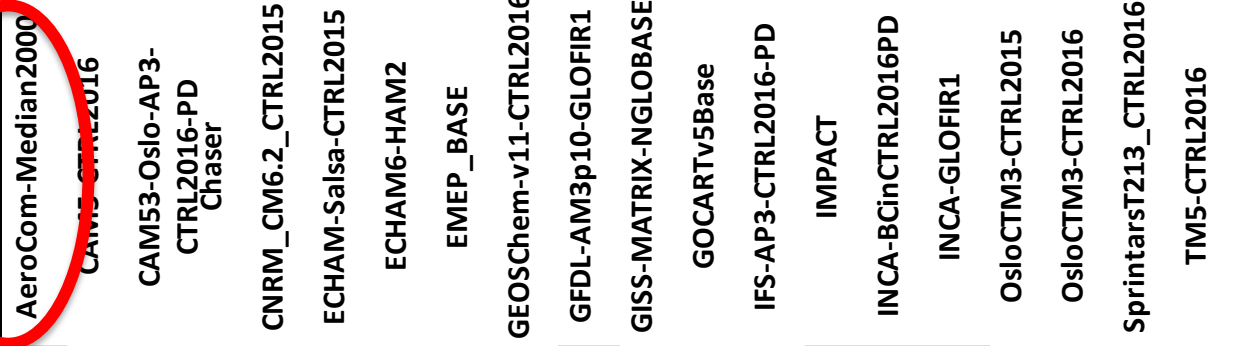 AeroCom-Median2000
CAM5-CTRL2016
CAM53-Oslo-AP3-
CTRL2016-PD
Chaser
CNRM_CM6.2_CTRL2015
ECHAM-Salsa-CTRL2015
ECHAM6-HAM2
EMEP_BASE
GEOSChem-v11-CTRL2016
GFDL-AM3p10-GLOFIR1
GISS-MATRIX-NGLOBASE
GOCARTv5Base
IFS-AP3-CTRL2016-PD
IMPACT
INCA-BCinCTRL2016PD
INCA-GLOFIR1
OsloCTM3-CTRL2015
OsloCTM3-CTRL2016
SprintarsT213_CTRL2016
TM5-CTRL2016